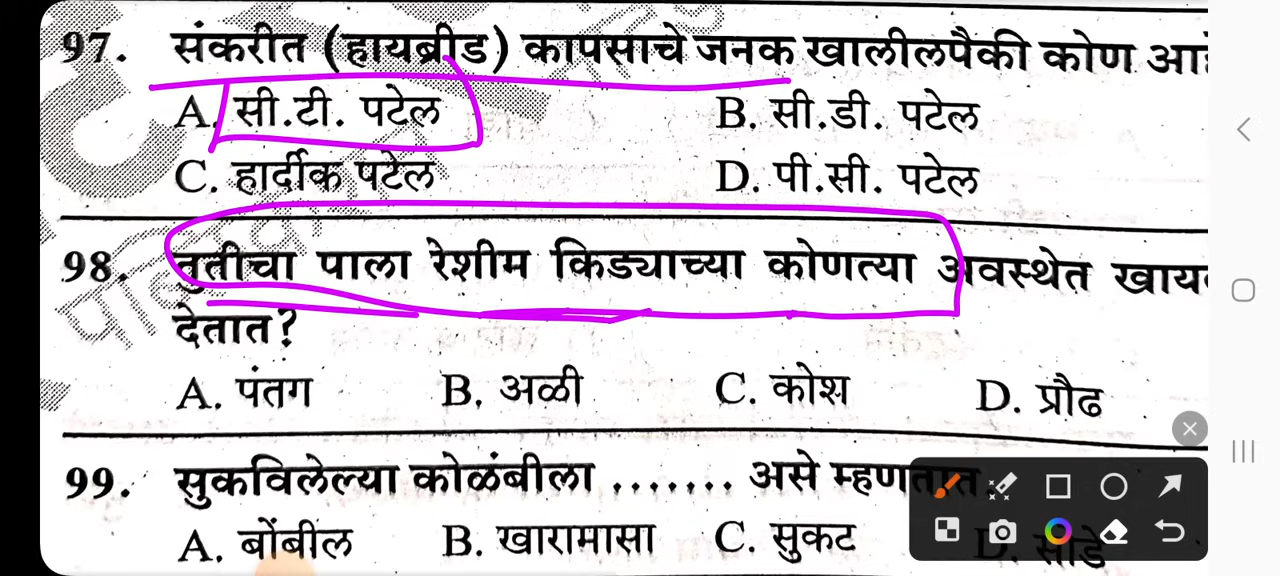 97. संकरीत (हायब्रीड) कापसाचे जनक खालीलपैकी कोण
A. सी.टी. पटेल B. सी.डी. पटेल
C. हार्दीक पटेल D. पी.सी. पटेल
98. तुतीचा पाला रेशीम किड्याच्या कोणत्या अवस्थेत
देतात?
A. पंतग B. अळी C. कोश D. प्रौढ
99. सुकविलेल्या कोळंबीला ....... असे म्हणतात.
A. बोंबील B. खारामासा C. सुकट D. सोडे